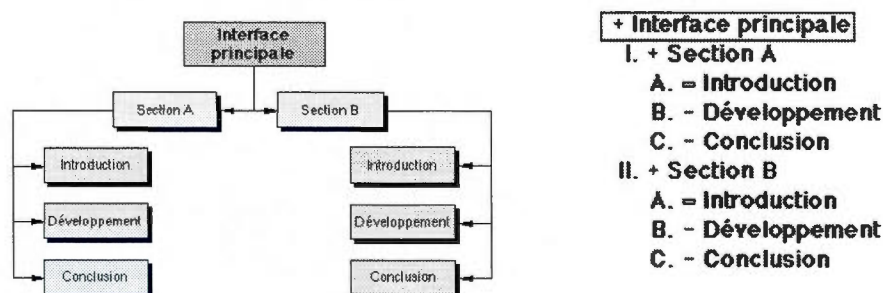 Interface
principale
Section A
Section B
Introduction
Développement
Conclusion
Introduction
Développement
Conclusion
+ Interface principale
I. + Section A
A. = Introduction
B. - Développement
C. - Conclusion
II. + Section B
A. = Introduction
B. - Développement
C. - Conclusion